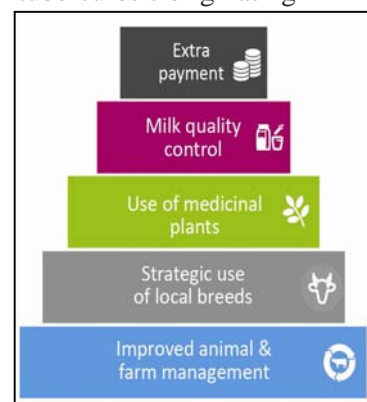 Extra
payment
Milk quality
control
Use of medicinal
plants
Strategic use
of local breeds
Improved animal &
farm management